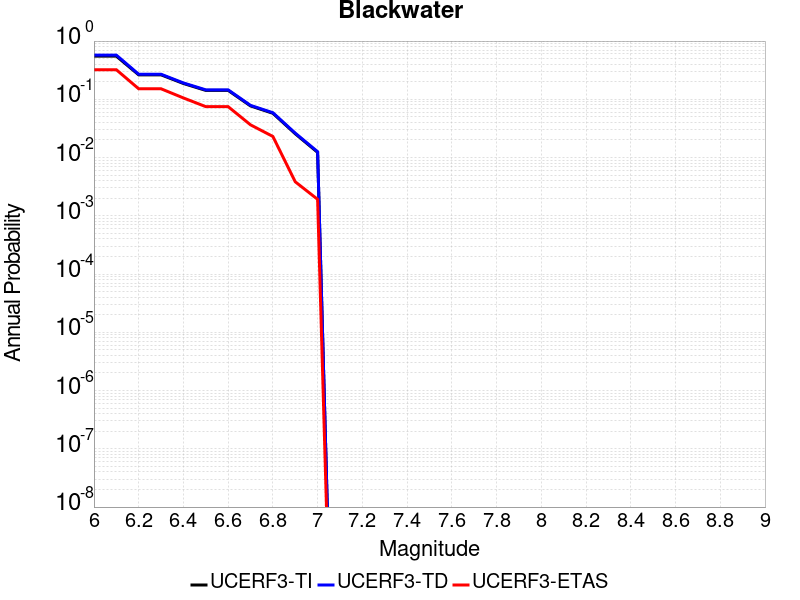 Blackwater
10^0
10^-1
10^-2
10^-3
10^-4
10^-5
10^-6
10^-7
10^-8
Annual Probability
6 6.2 6.4 6.6 6.8 7 7.2 7.4 7.6 7.8 8 8.2 8.4 8.6 8.8 9
Magnitude
UCERF3-TI UCERF3-TD UCERF3-ETAS